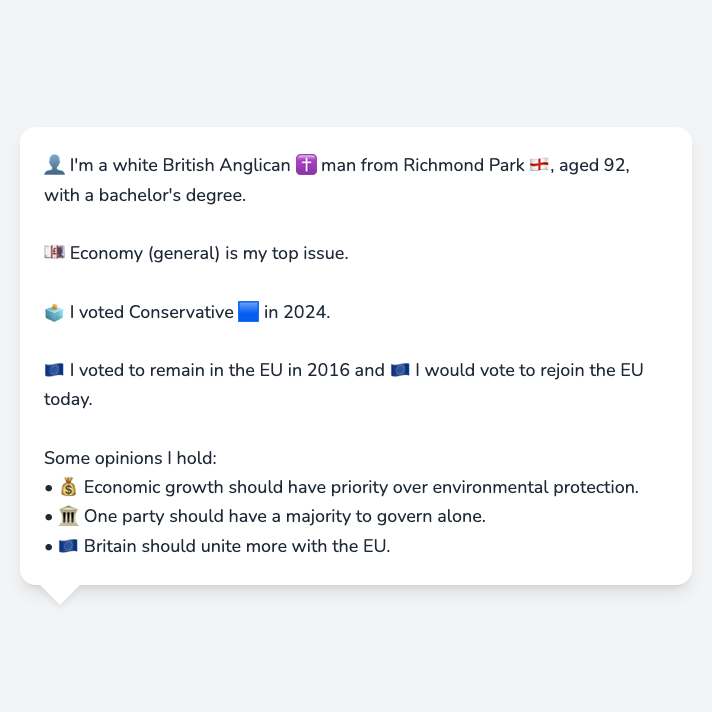 👤 I'm a white British Anglican ✝️ man from Richmond Park 🏴󠁧󠁢󠁥󠁮󠁧󠁿, aged 92,
with a bachelor's degree.
💷 Economy (general) is my top issue.
🗳️ I voted Conservative 🟦 in 2024.
🇪🇺 I voted to remain in the EU in 2016 and 🇪🇺 I would vote to rejoin the EU
today.
Some opinions I hold:
• 💰 Economic growth should have priority over environmental protection.
• 🏛️ One party should have a majority to govern alone.
• 🇪🇺 Britain should unite more with the EU.